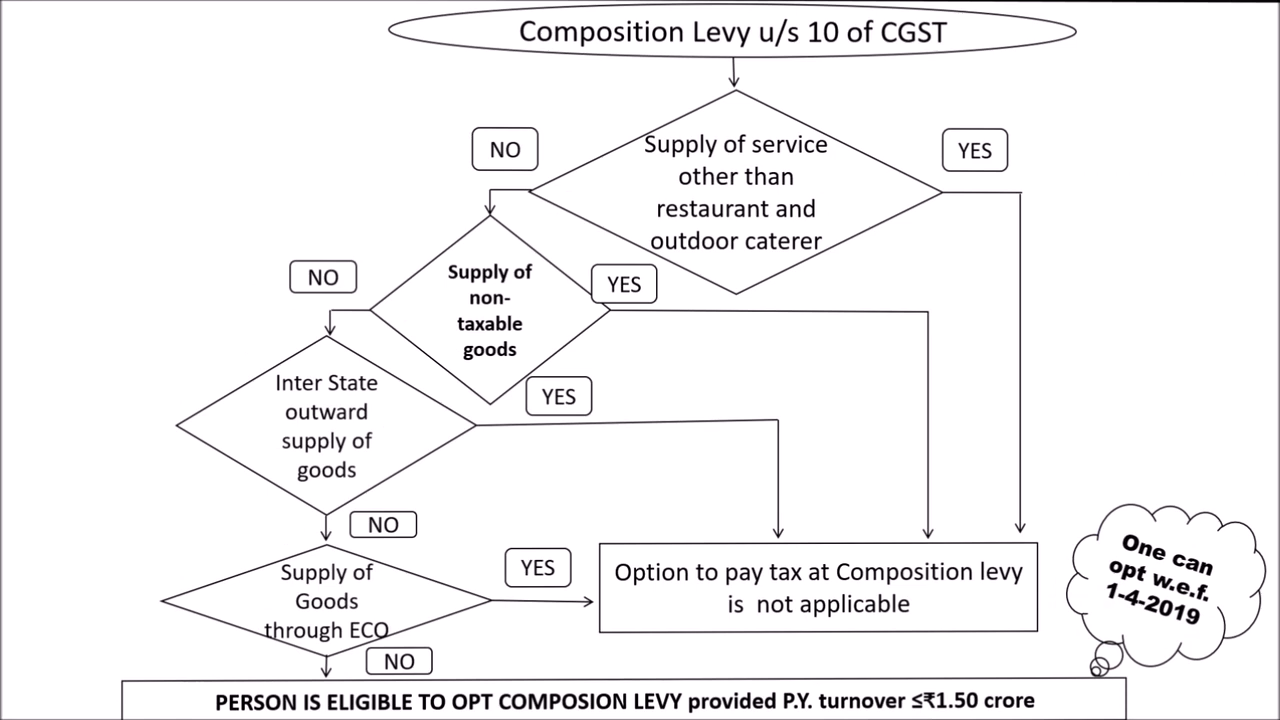 Composition Levy u/s 10 of CGST
NO
Supply of service
other than
restaurant and
outdoor caterer
YES
NO
Supply of
non-
taxable
goods
YES
Inter State
outward
supply of
goods
YES
NO
Supply of
Goods
through ECO
YES
Option to pay tax at Composition levy
is not applicable
One can
opt w.e.f.
1-4-2019
NO
PERSON IS ELIGIBLE TO OPT COMPOSION LEVY provided P.Y. turnover ≤₹1.50 crore